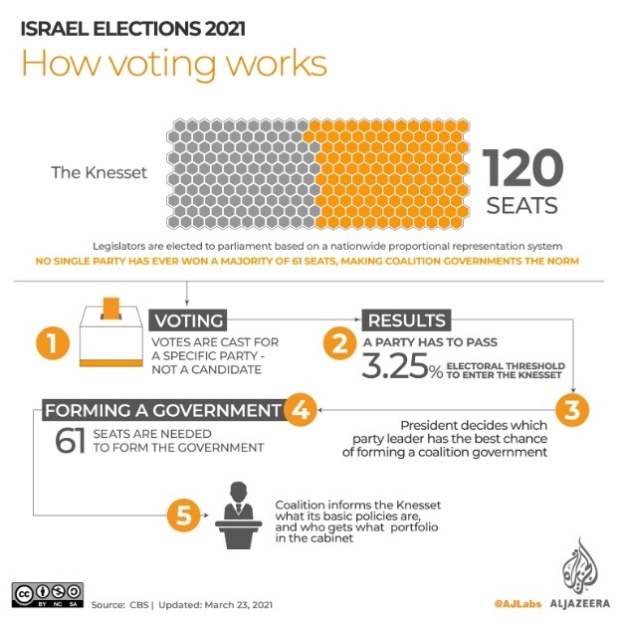 ISRAEL ELECTIONS 2021
How voting works
The Knesset
120
SEATS
Legislators are elected to parliament based on a nationwide proportional representation system
NO SINGLE PARTY HAS EVER WON A MAJORITY OF 61 SEATS, MAKING COALITION GOVERNMENTS THE NORM
1
VOTING
VOTES ARE CAST FOR
A SPECIFIC PARTY -
NOT A CANDIDATE
2
RESULTS
A PARTY HAS TO PASS
3.25% ELECTORAL THRESHOLD
TO ENTER THE KNESSET
3
President decides which
party leader has the best chance
of forming a coalition government
FORMING A GOVERNMENT 4
61 SEATS ARE NEEDED
TO FORM THE GOVERNMENT
5
Coalition informs the Knesset
what its basic policies are,
and who gets what portfolio
in the cabinet
cc
BY NC SA
Source: CBS | Updated: March 23, 2021
@AJLabs ALJAZEERA